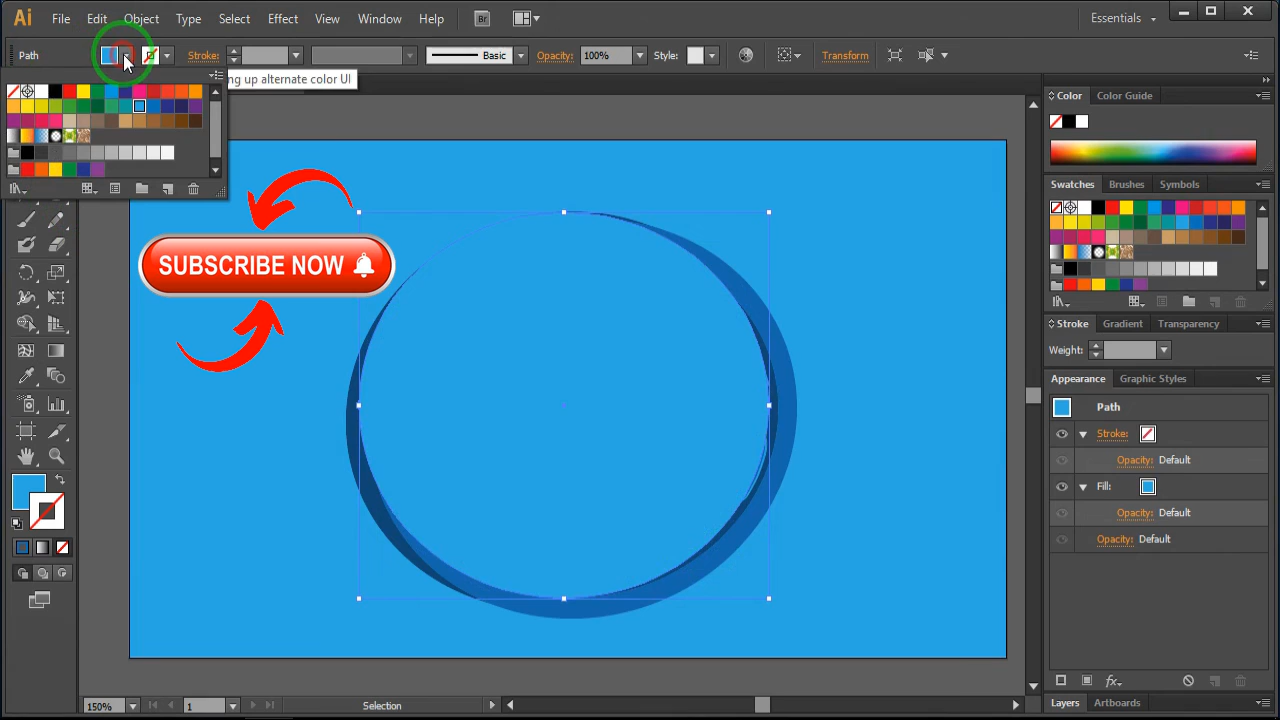 Ai File Edit Object Type Select Effect View Window Help Br Essentials
Path Stroke: Basic Opacity: 100% Style: Transform
ng up alternate color UI
Color Color Guide
Swatches Brushes Symbols
SUBSCRIBE NOW
Stroke Gradient Transparency
Weight:
Appearance Graphic Styles
Path
Stroke:
Opacity: Default
Fill:
Opacity: Default
Opacity: Default
fx
Layers Artboards
150% 1 Selection